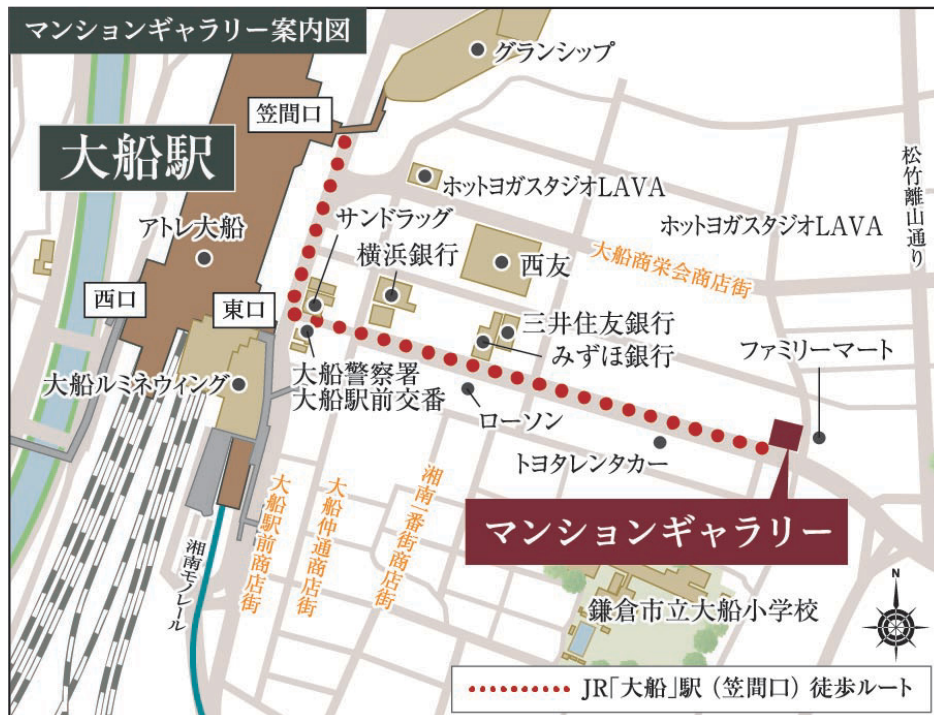 マンションギャラリー案内図
グランシップ
笠間口
大船駅
ホットヨガスタジオLAVA
松竹離山通り
サンドラッグ
ホットヨガスタジオLAVA
アトレ大船
横浜銀行
西友
大船商栄会商店街
西口
東口
三井住友銀行
みずほ銀行
ファミリーマート
大船ルミネウィング
大船警察署
大船駅前交番
ローソン
トヨタレンタカー
大船駅前商店街
大船仲通商店街
湘南一番街商店街
マンションギャラリー
湘南モノレール
鎌倉市立大船小学校
N
JR「大船」駅(笠間口)徒歩ルート